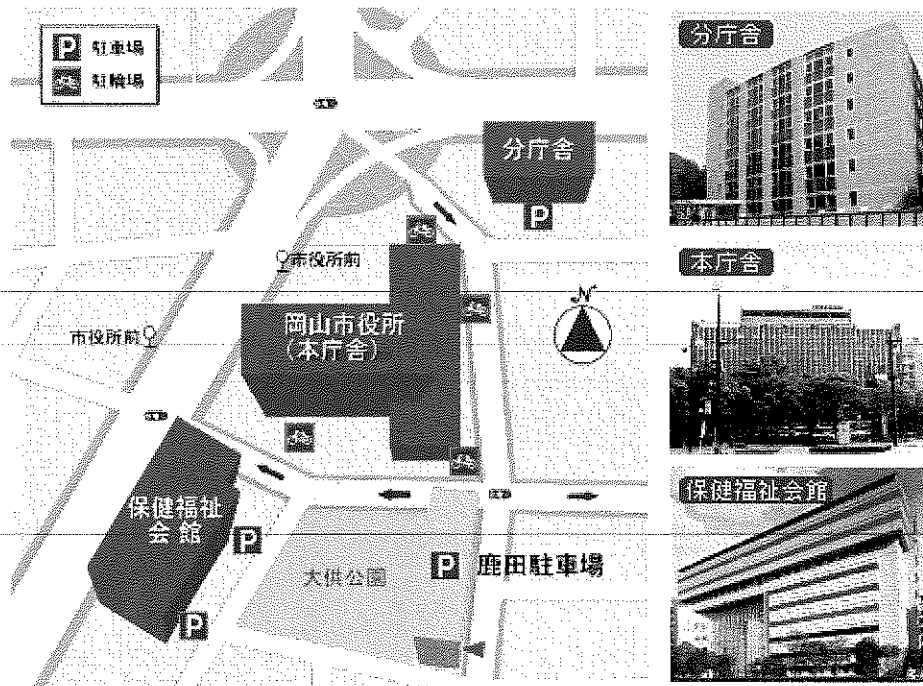 P 駐車場
駐輪場
分庁舎
P
市役所前
市役所前
岡山市役所
(本庁舎)
N
保健福祉
会館
P
P
大供公園
P 鹿田駐車場
分庁舎
本庁舎
保健福祉会館